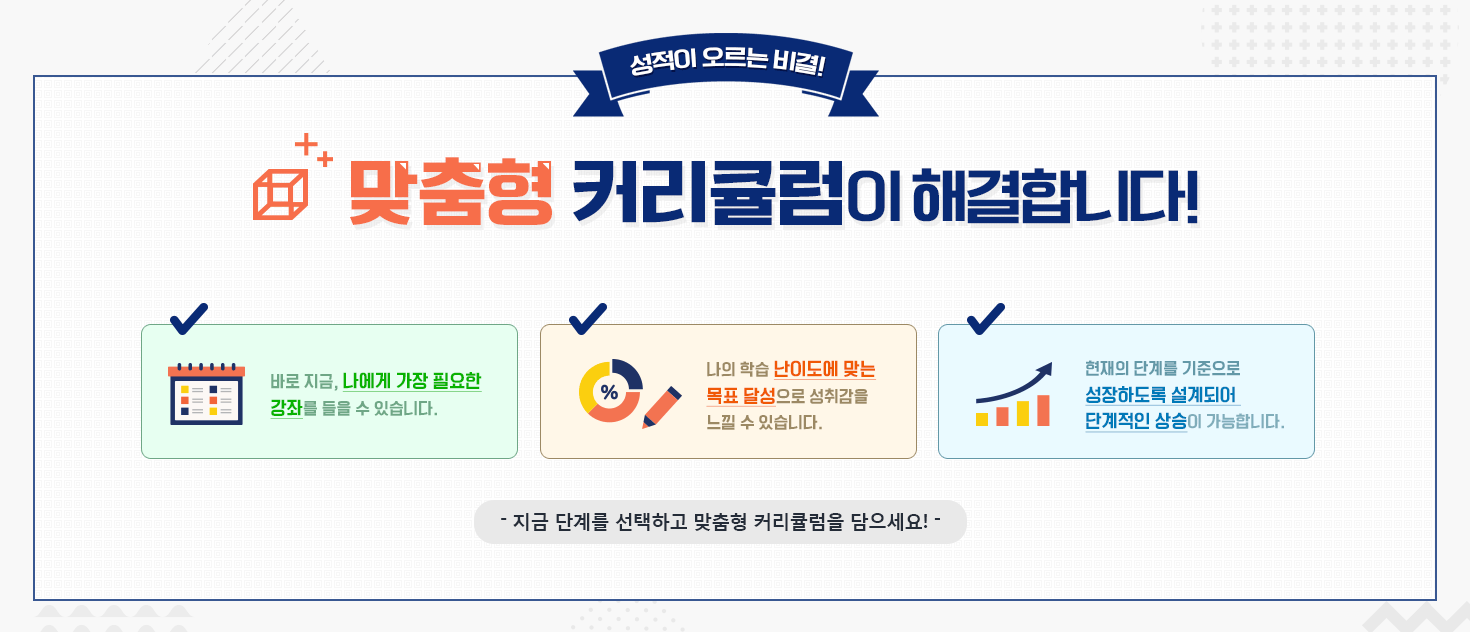 성적이 오르는 비결!
맞춤형 커리큘럼이 해결합니다!
바로 지금, 나에게 가장 필요한
강좌를 들을 수 있습니다.
%
나의 학습 난이도에 맞는
목표 달성으로 성취감을
느낄 수 있습니다.
현재의 단계를 기준으로
성장하도록 설계되어
단계적인 상승이 가능합니다.
- 지금 단계를 선택하고 맞춤형 커리큘럼을 담으세요! -